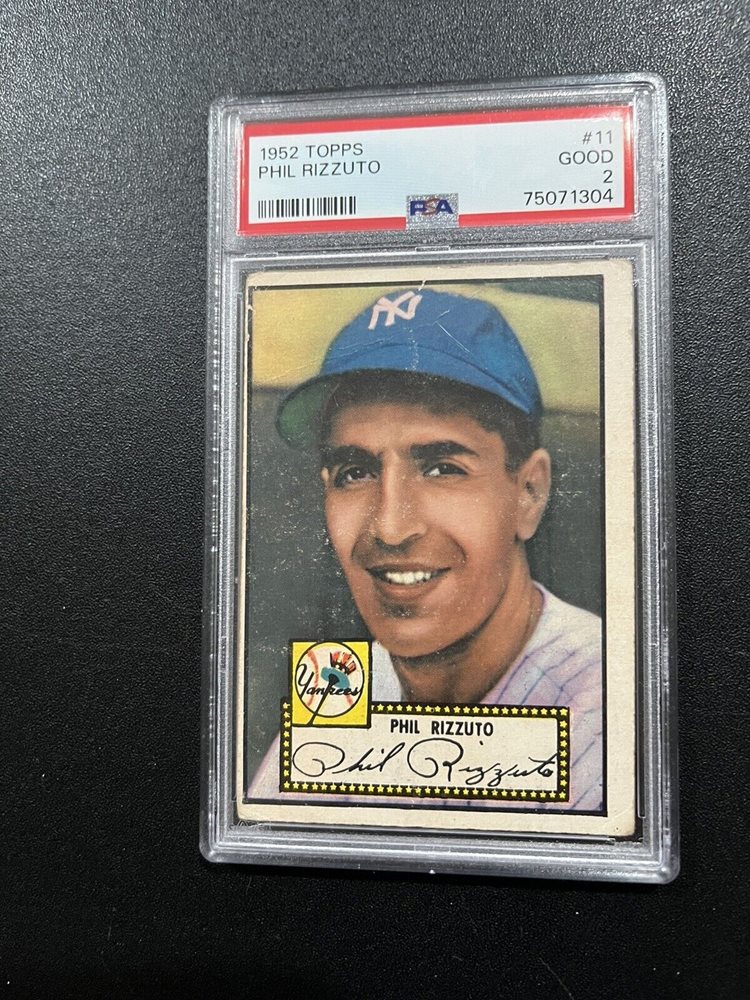 1952 TOPPS
PHIL RIZZUTO
#11
GOOD
2
75071304
PSA
NY
Yankees
PHIL RIZZUTO
Phil Rizzuto